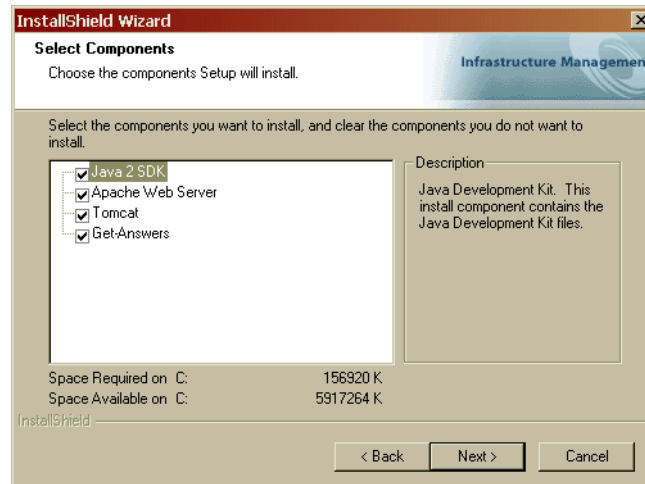 InstallShield Wizard
Select Components
Choose the components Setup will install.
Infrastructure Managemen
Select the components you want to install, and clear the components you do not want to
install.
Java 2 SDK
Apache Web Server
Tomcat
Get-Answers
Description
Java Development Kit. This
install component contains the
Java Development Kit files.
Space Required on C: 156920 K
Space Available on C: 5917264 K
InstallShield
< Back
Next >
Cancel